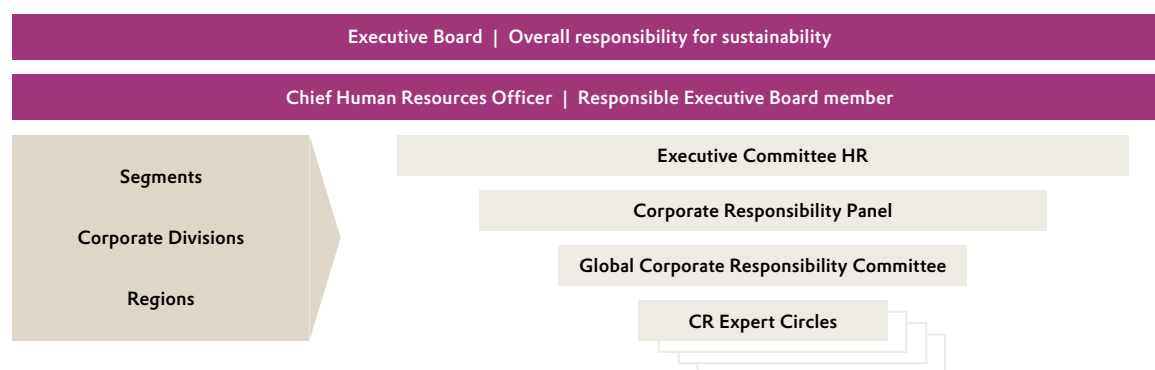 Executive Board | Overall responsibility for sustainability
Chief Human Resources Officer | Responsible Executive Board member
Segments
Corporate Divisions
Regions
Executive Committee HR
Corporate Responsibility Panel
Global Corporate Responsibility Committee
CR Expert Circles